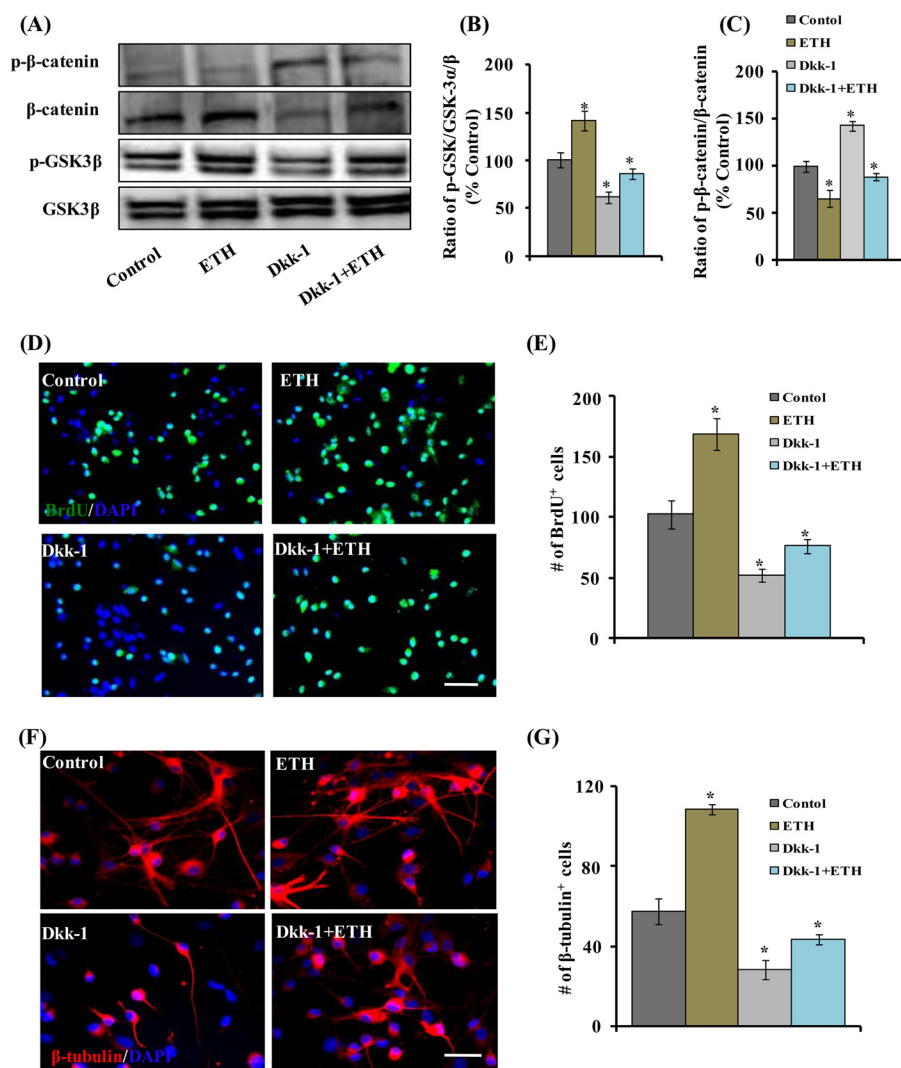 (A)
p-β-catenin
β-catenin
p-GSK3β
GSK3β
Control
ETH
Dkk-1
Dkk-1+ETH
(B)
Ratio of p-GSK/GSK-3α/β
(% Control)
200
150
100
50
0
*
*
*
(C)
Ratio of p-β-catenin/β-catenin
(% Control)
200
150
100
50
0
*
*
*
Contol
ETH
Dkk-1
Dkk-1+ETH
(D)
Control
ETH
BrdU/DAPI
Dkk-1
Dkk-1+ETH
(E)
# of BrdU⁺ cells
200
150
100
50
0
*
*
*
Contol
ETH
Dkk-1
Dkk-1+ETH
(F)
Control
ETH
Dkk-1
Dkk-1+ETH
β-tubulin/DAPI
(G)
# of β-tubulin⁺ cells
120
80
40
0
*
*
*
Contol
ETH
Dkk-1
Dkk-1+ETH